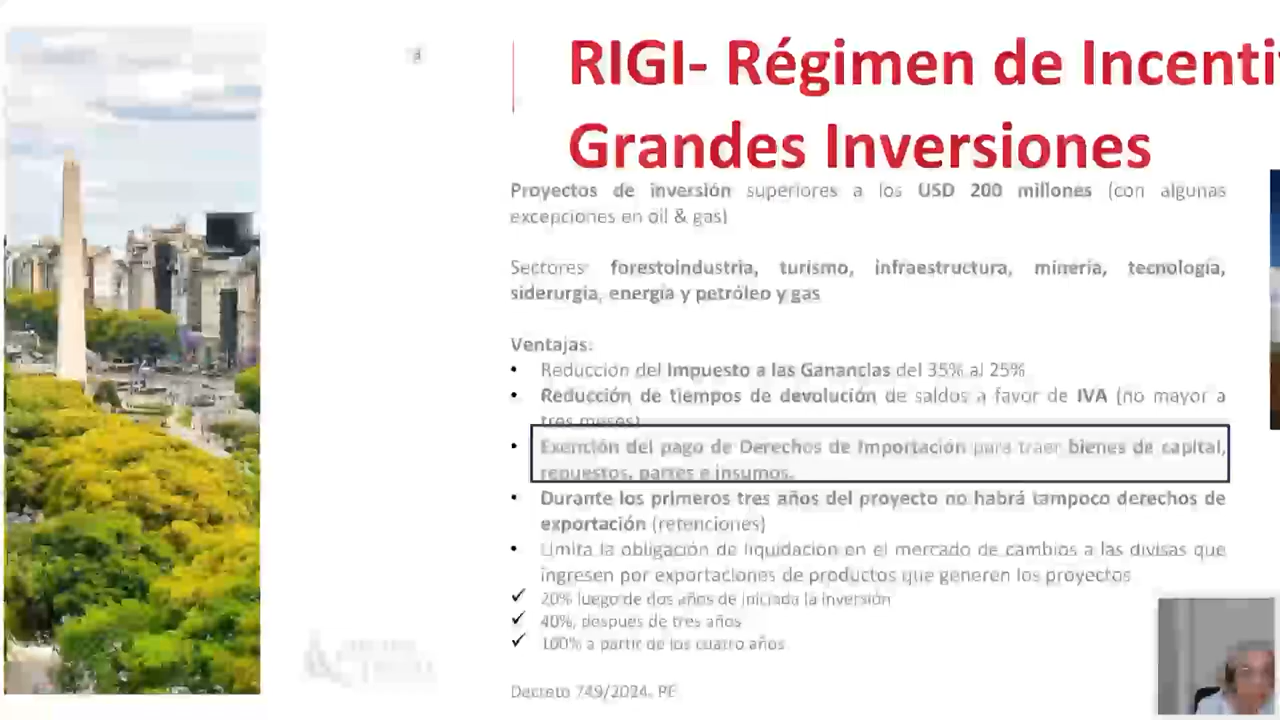 RIGI- Régimen de Incenti
Grandes Inversiones
Proyectos de inversión superiores a los USD 200 millones (con algunas
excepciones en oil & gas)
Sectores: forestoindustria, turismo, infraestructura, minería, tecnología,
siderurgia, energía y petróleo y gas
Ventajas:
• Reducción del Impuesto a las Ganancias del 35% al 25%
• Reducción de tiempos de devolución de saldos a favor de IVA (no mayor a
tres meses)
• Exención del pago de Derechos de Importación para traer bienes de capital,
repuestos, partes e insumos.
• Durante los primeros tres años del proyecto no habrá tampoco derechos de
exportación (retenciones)
• Limita la obligación de liquidación en el mercado de cambios a las divisas que
ingresen por exportaciones de productos que generen los proyectos
✓ 20% luego de dos años de iniciada la inversión
✓ 40%, después de tres años
✓ 100% a partir de los cuatro años
Decreto 749/2024. PE